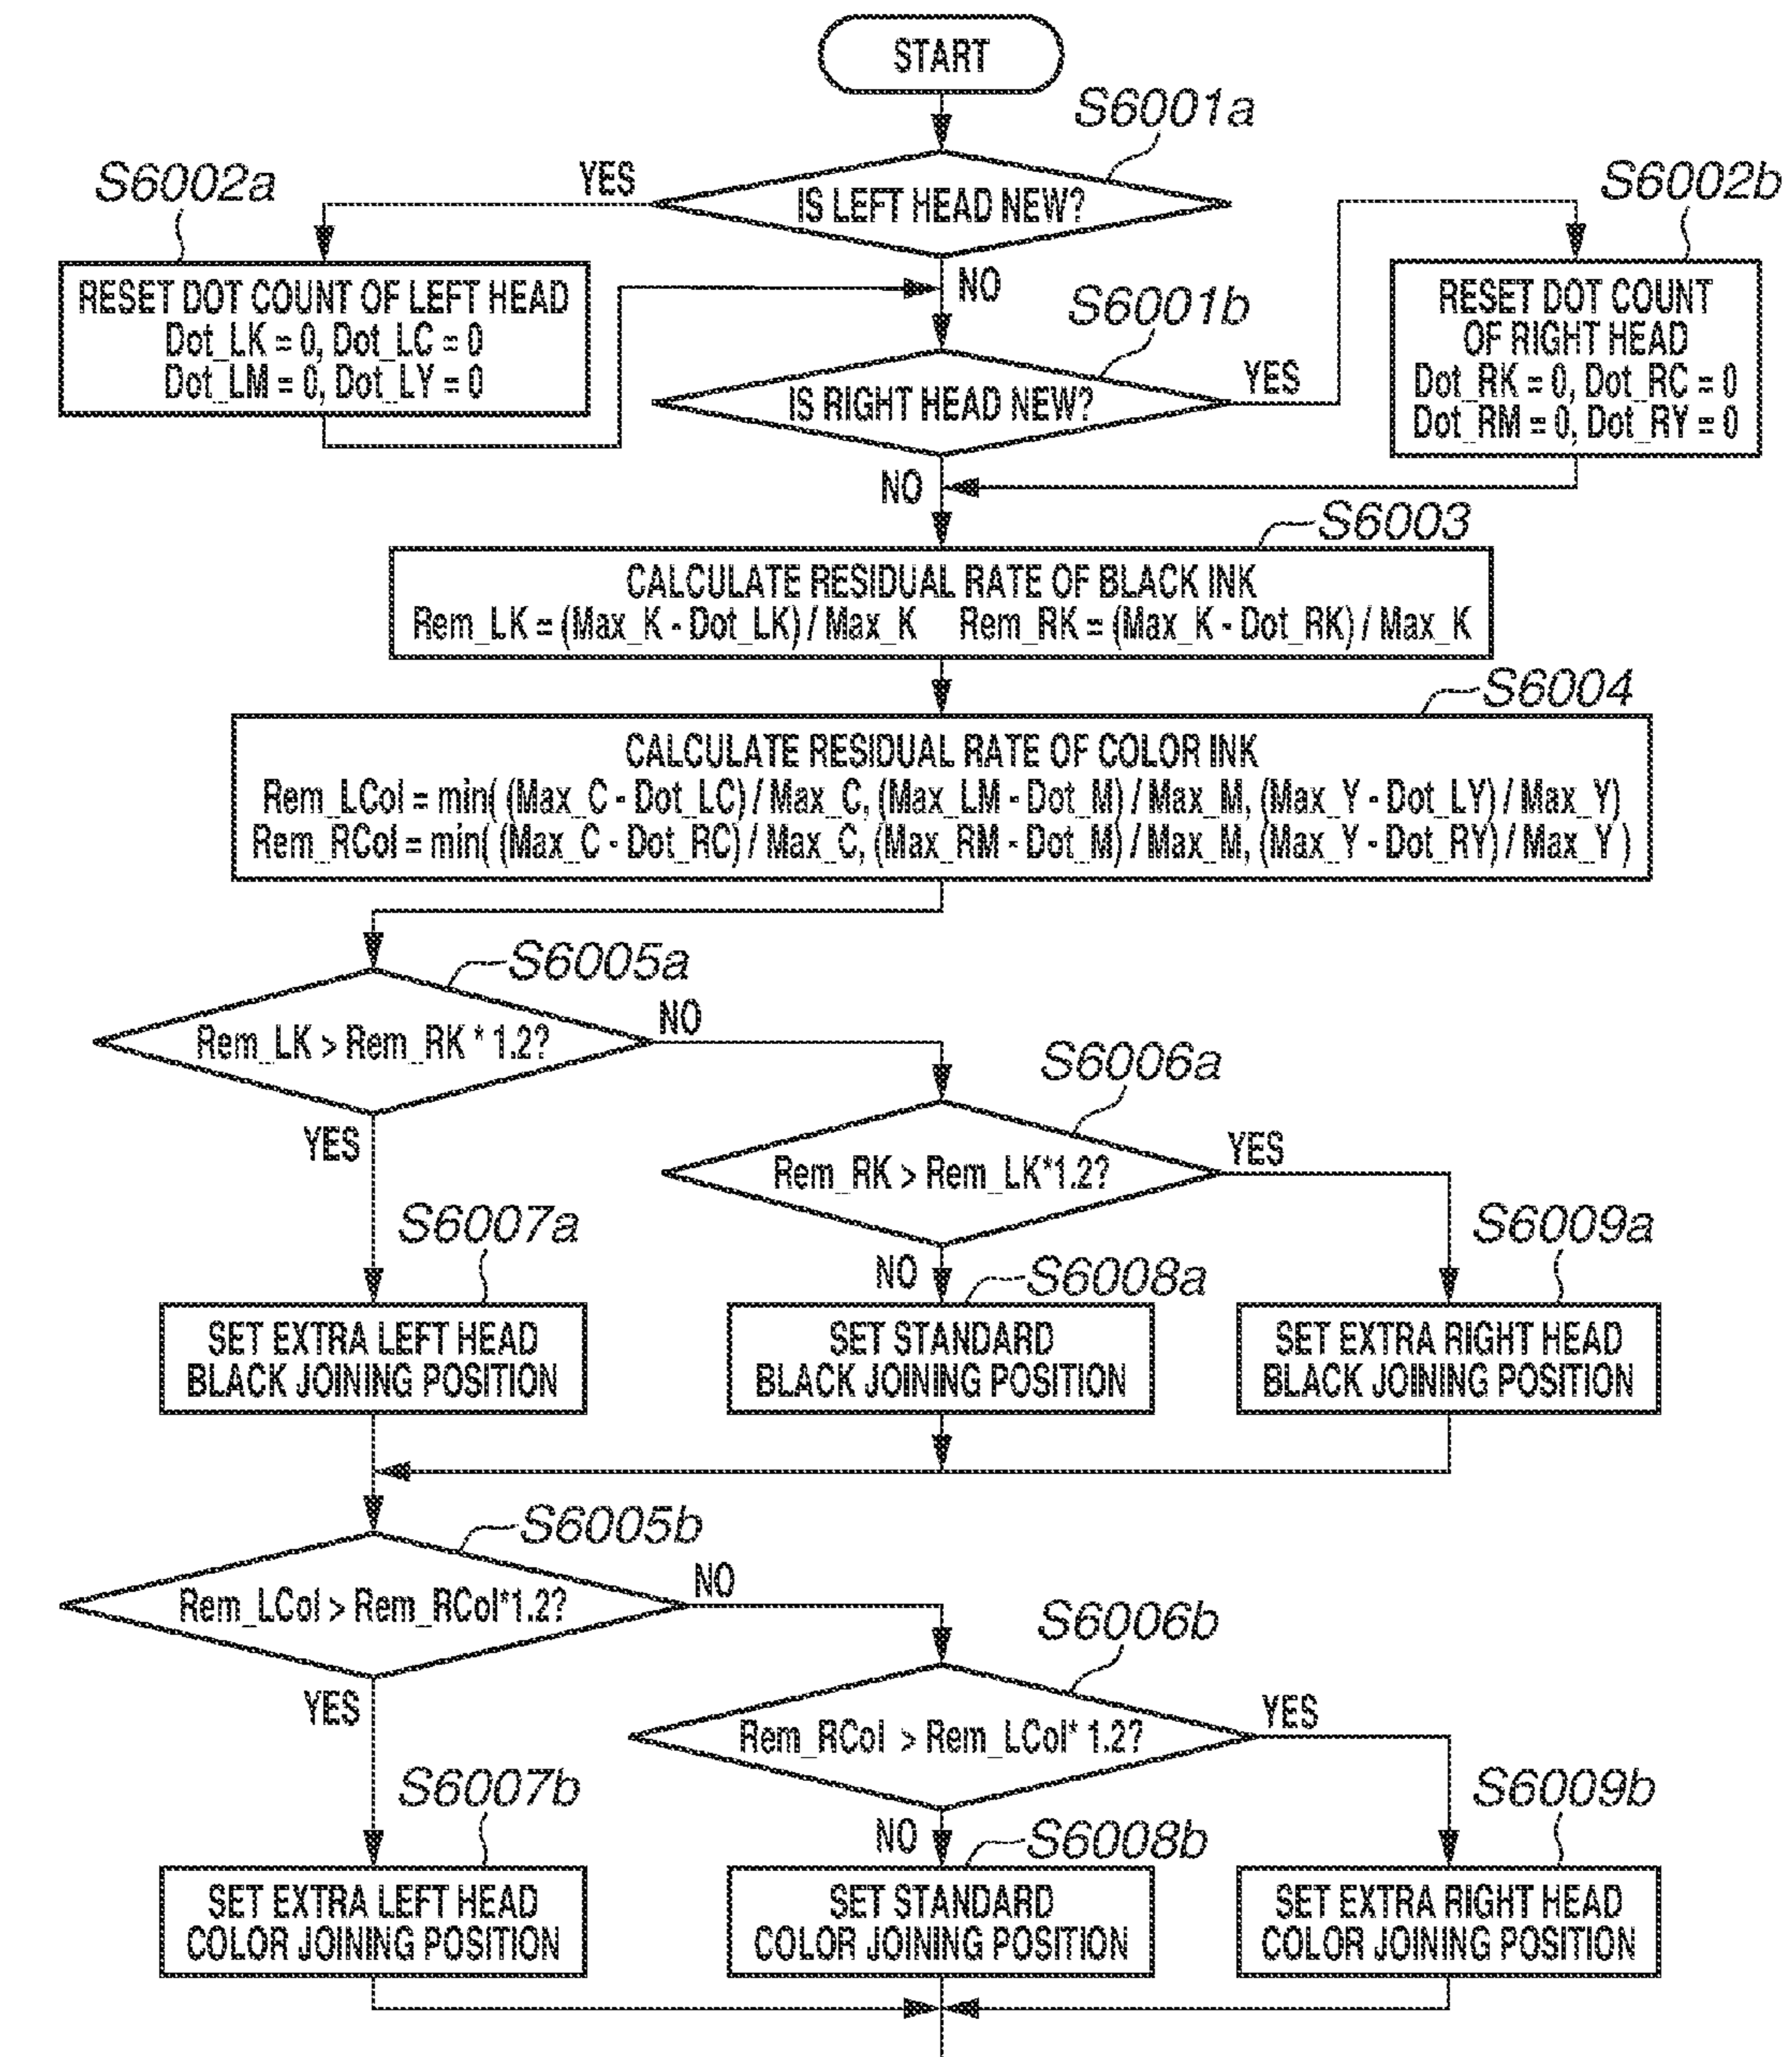 START
S6001a
IS LEFT HEAD NEW?
YES
NO
S6002a
RESET DOT COUNT OF LEFT HEAD
Dot_LK = 0, Dot_LC = 0
Dot_LM = 0, Dot_LY = 0
S6001b
IS RIGHT HEAD NEW?
YES
NO
S6002b
RESET DOT COUNT
OF RIGHT HEAD
Dot_RK = 0, Dot_RC = 0
Dot_RM = 0, Dot_RY = 0
S6003
CALCULATE RESIDUAL RATE OF BLACK INK
Rem_LK = (Max_K - Dot_LK) / Max_K Rem_RK = (Max_K - Dot_RK) / Max_K
S6004
CALCULATE RESIDUAL RATE OF COLOR INK
Rem_LCol = min( (Max_C - Dot_LC) / Max_C, (Max_LM - Dot_M) / Max_M, (Max_Y - Dot_LY) / Max_Y)
Rem_RCol = min( (Max_C - Dot_RC) / Max_C, (Max_RM - Dot_M) / Max_M, (Max_Y - Dot_RY) / Max_Y )
S6005a
Rem_LK > Rem_RK * 1.2?
NO
YES
S6006a
Rem_RK > Rem_LK*1.2?
YES
NO
S6007a
SET EXTRA LEFT HEAD
BLACK JOINING POSITION
S6008a
SET STANDARD
BLACK JOINING POSITION
S6009a
SET EXTRA RIGHT HEAD
BLACK JOINING POSITION
S6005b
Rem_LCol > Rem_RCol*1.2?
NO
YES
S6006b
Rem_RCol > Rem_LCol* 1.2?
YES
NO
S6007b
SET EXTRA LEFT HEAD
COLOR JOINING POSITION
S6008b
SET STANDARD
COLOR JOINING POSITION
S6009b
SET EXTRA RIGHT HEAD
COLOR JOINING POSITION